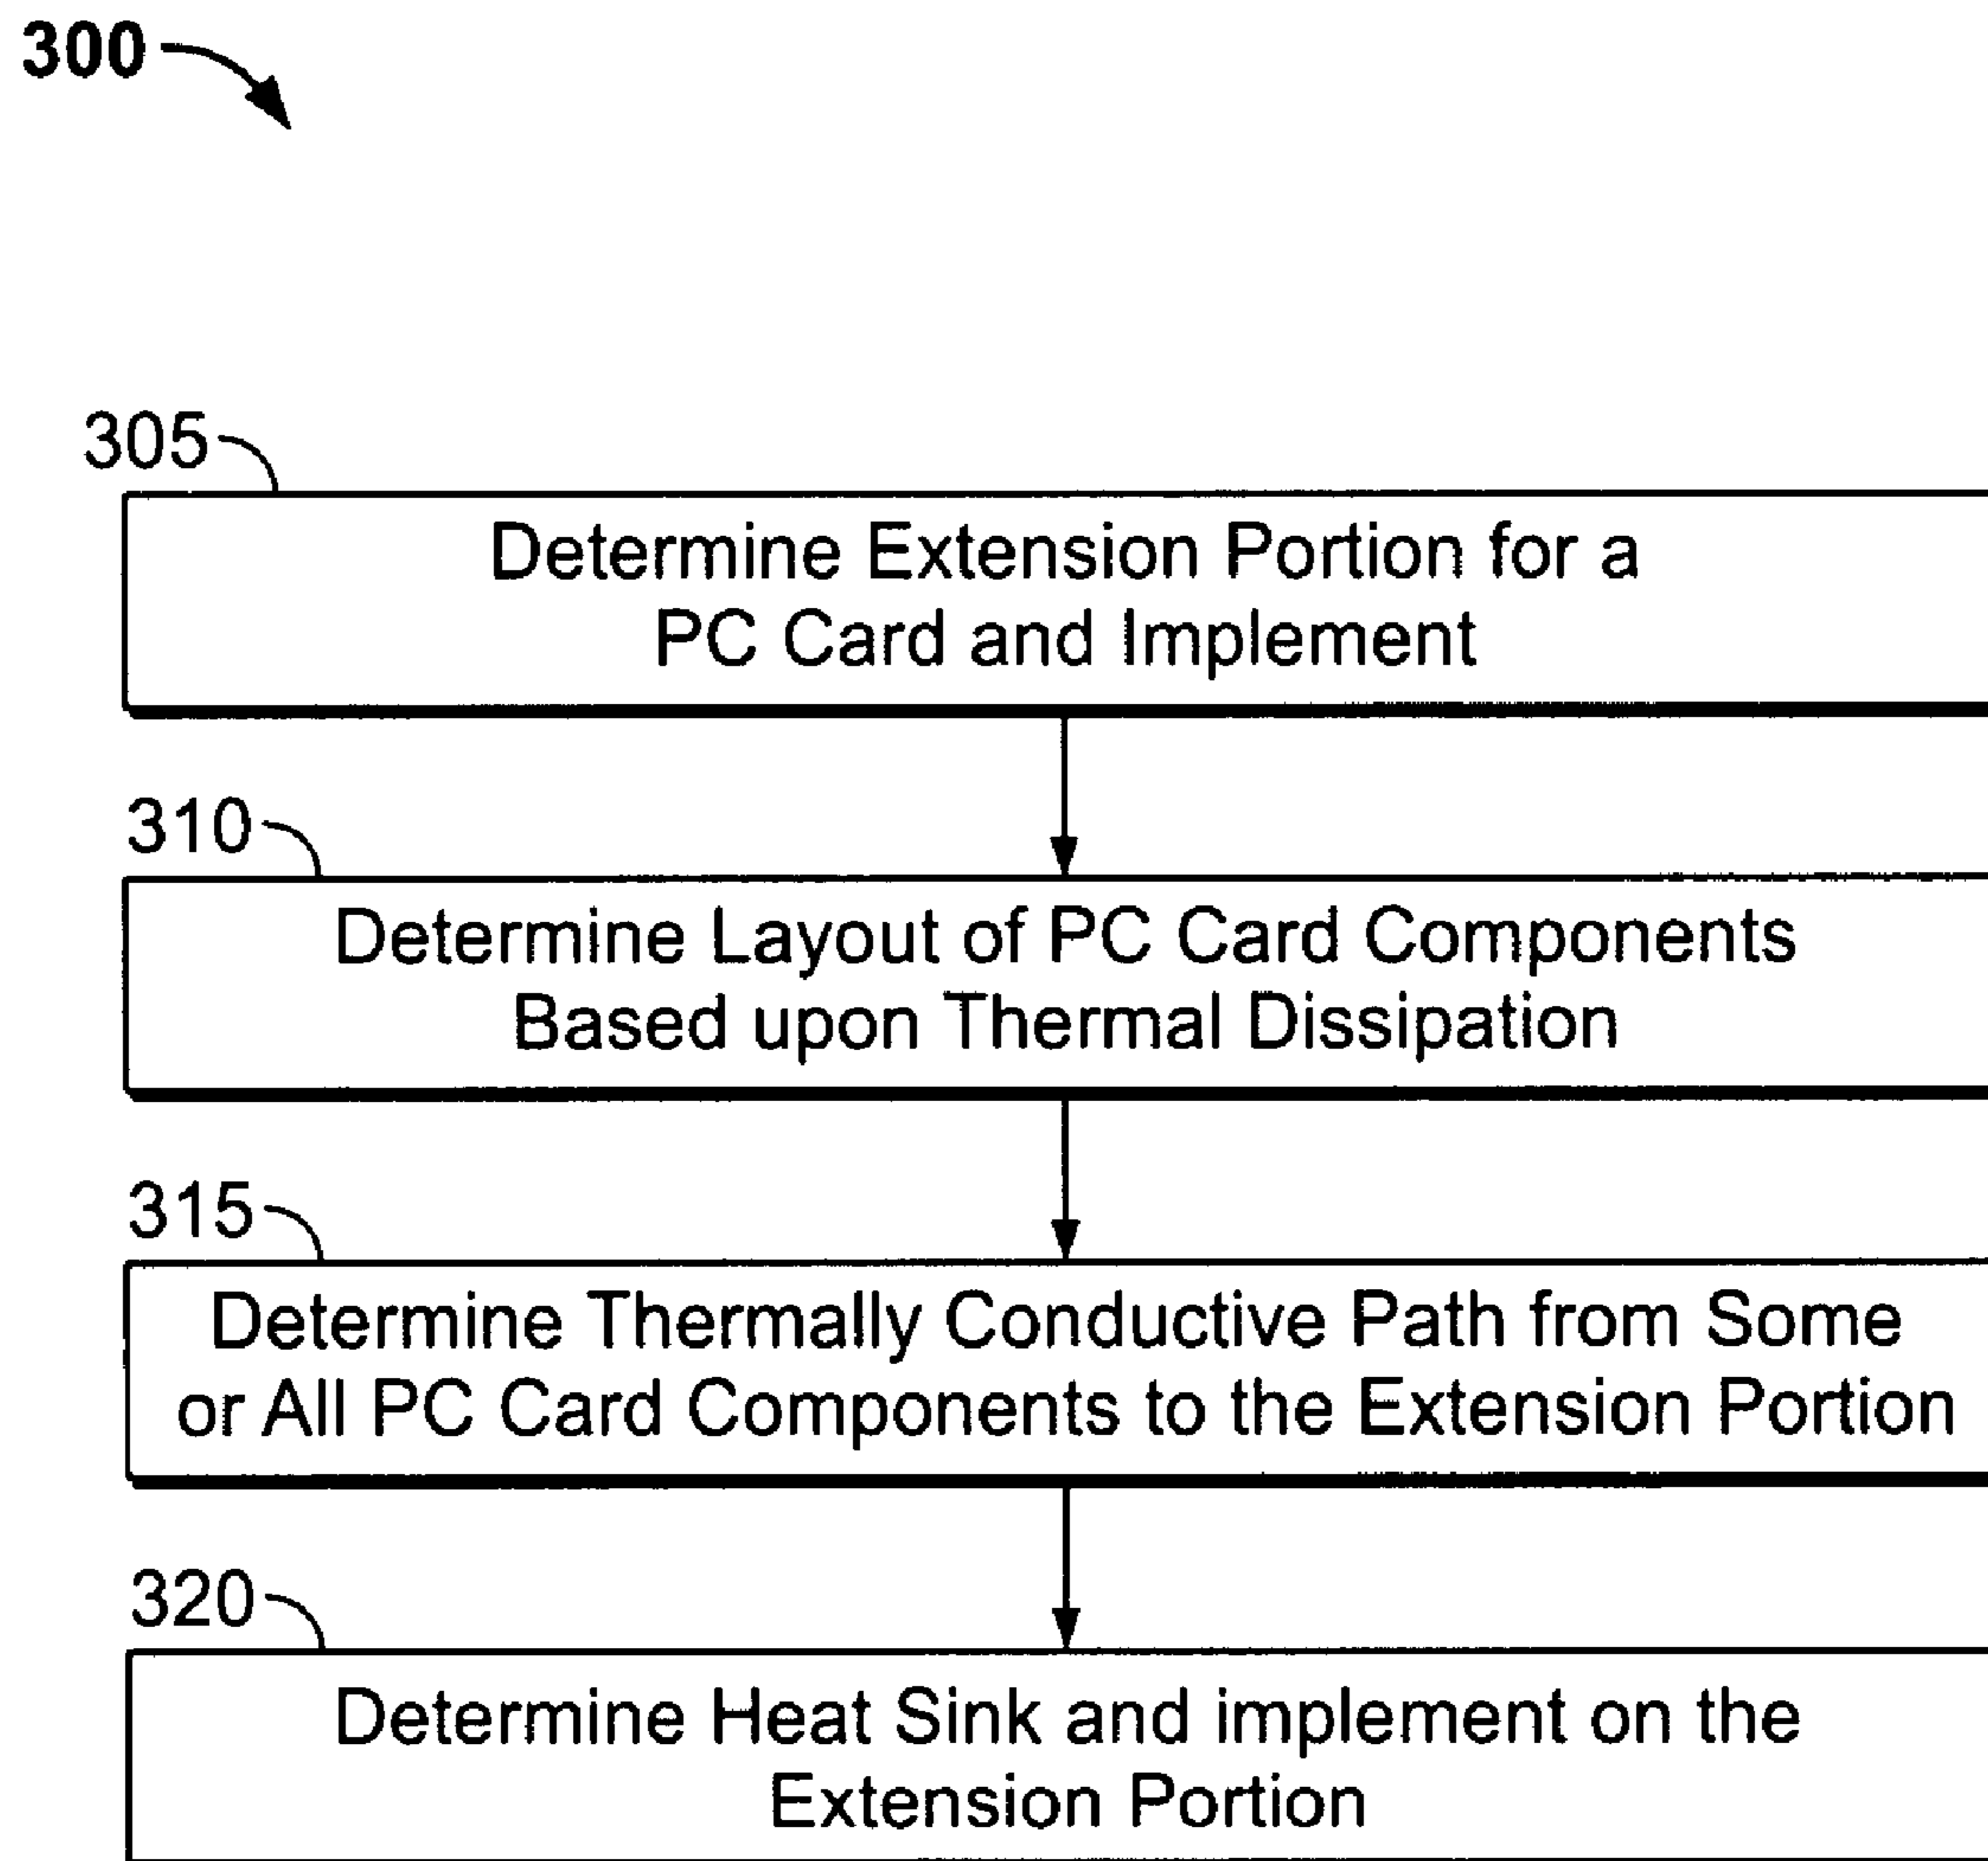 300
305
Determine Extension Portion for a
PC Card and Implement
310
Determine Layout of PC Card Components
Based upon Thermal Dissipation
315
Determine Thermally Conductive Path from Some
or All PC Card Components to the Extension Portion
320
Determine Heat Sink and implement on the
Extension Portion